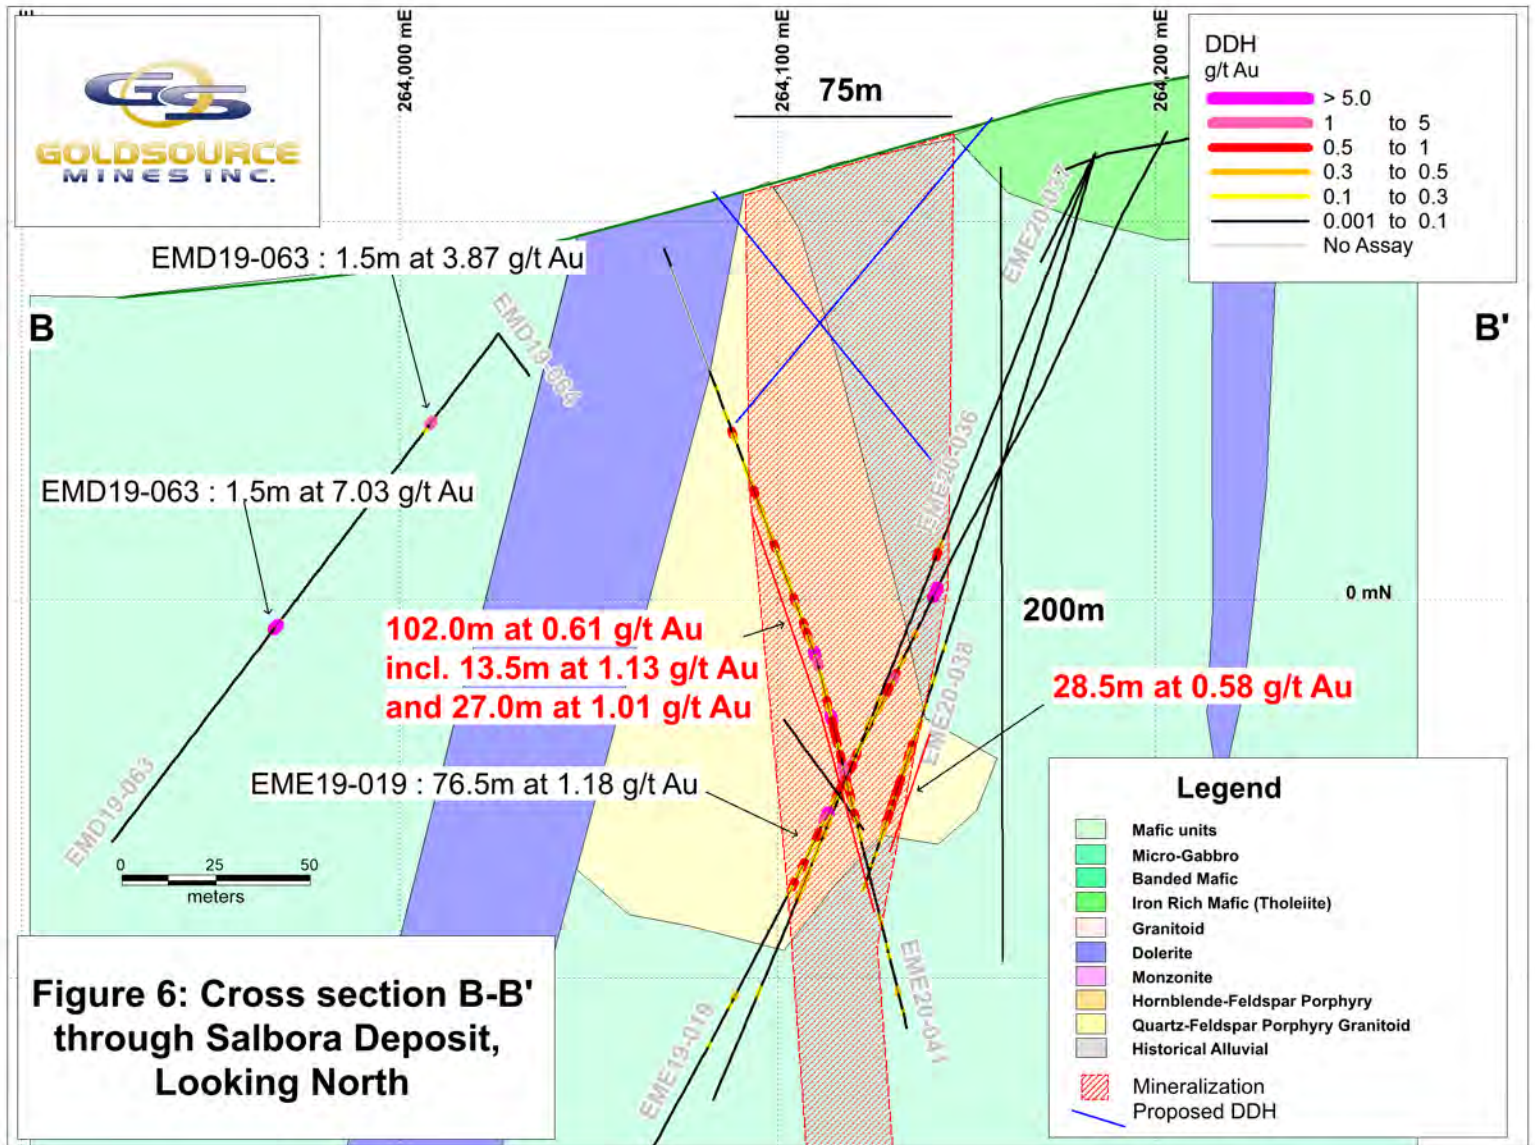 GS
GOLDSOURCE
MINES INC.
264,000 mE
264,100 mE
264,200 mE
75m
DDH
g/t Au
> 5.0
1 to 5
0.5 to 1
0.3 to 0.5
0.1 to 0.3
0.001 to 0.1
No Assay
EME20-037
EMD19-063 : 1.5m at 3.87 g/t Au
B
B'
EMD19-064
EME20-036
EMD19-063 : 1.5m at 7.03 g/t Au
0 mN
200m
102.0m at 0.61 g/t Au
incl. 13.5m at 1.13 g/t Au
and 27.0m at 1.01 g/t Au
28.5m at 0.58 g/t Au
EME20-038
EME19-019 : 76.5m at 1.18 g/t Au
EMD19-063
0 25 50
meters
EME20-041
EME19-019
Figure 6: Cross section B-B'
through Salbora Deposit,
Looking North
Legend
Mafic units
Micro-Gabbro
Banded Mafic
Iron Rich Mafic (Tholeiite)
Granitoid
Dolerite
Monzonite
Hornblende-Feldspar Porphyry
Quartz-Feldspar Porphyry Granitoid
Historical Alluvial
Mineralization
Proposed DDH